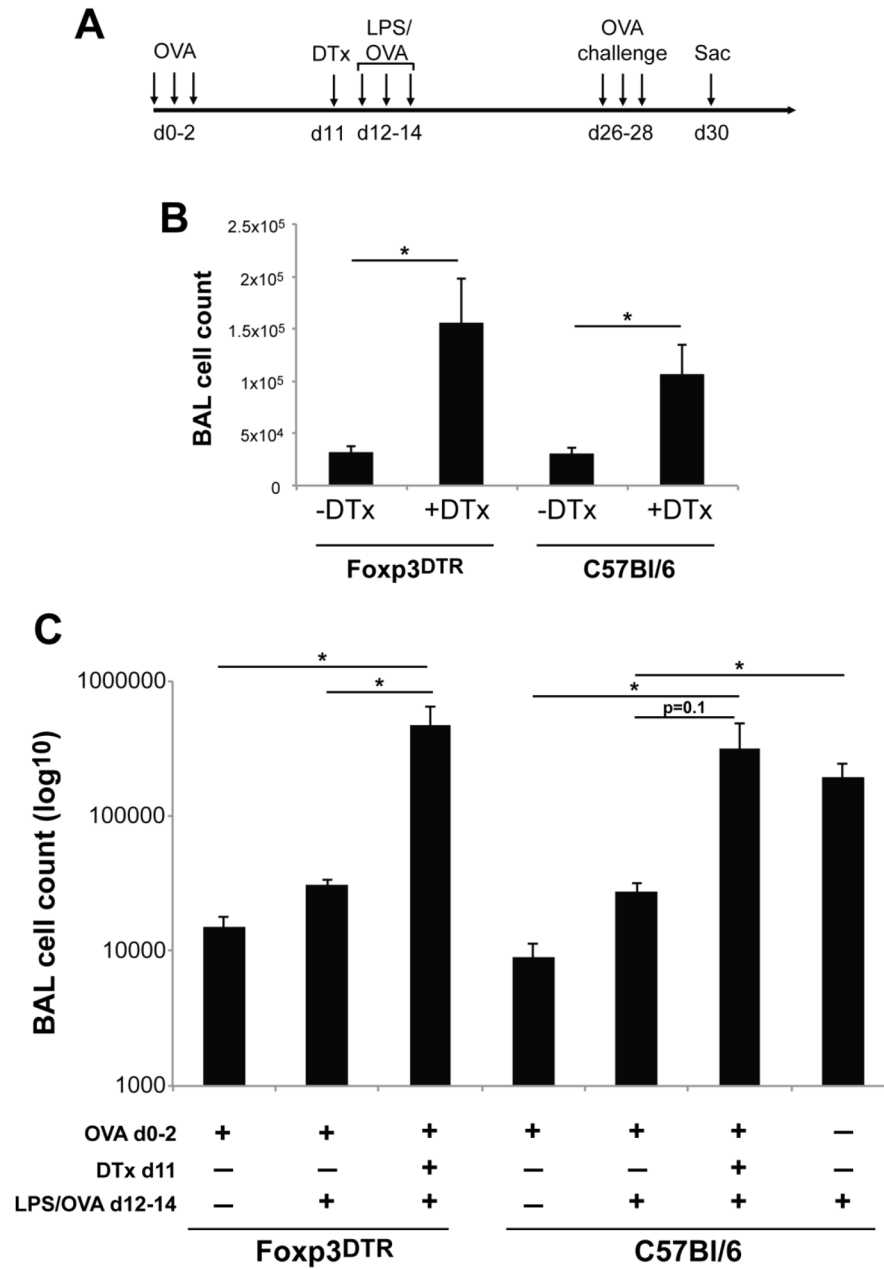 A
OVA DTx LPS/ OVA OVA challenge Sac
d0-2 d11 d12-14 d26-28 d30
B
BAL cell count
2.5x10⁵
2x10⁵
1.5x10⁵
1x10⁵
5x10⁴
0
*
*
-DTx +DTx -DTx +DTx
Foxp3DTR C57Bl/6
C
BAL cell count (log10)
1000000
100000
10000
1000
*
*
*
*
p=0.1
OVA d0-2 + + + + + + –
DTx d11 – – + – – + –
LPS/OVA d12-14 – + + – + + +
Foxp3DTR C57Bl/6